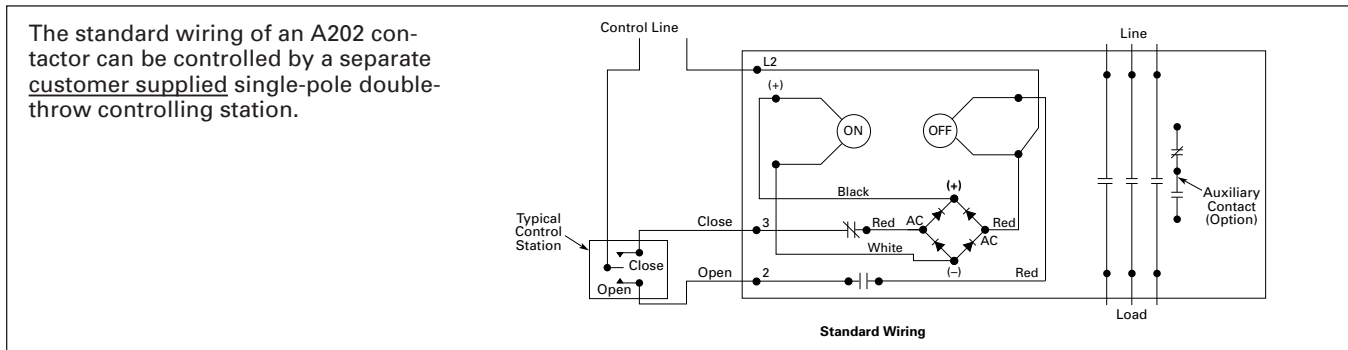 The standard wiring of an A202 con-
tactor can be controlled by a separate
customer supplied single-pole double-
throw controlling station.
Control Line
Line
L2
(+)
ON
OFF
Black
(+)
Auxiliary
Contact
(Option)
Typical
Control
Station
Close
3
Red
AC
Red
AC
White
Close
(–)
Open
2
Red
Open
Load
Standard Wiring